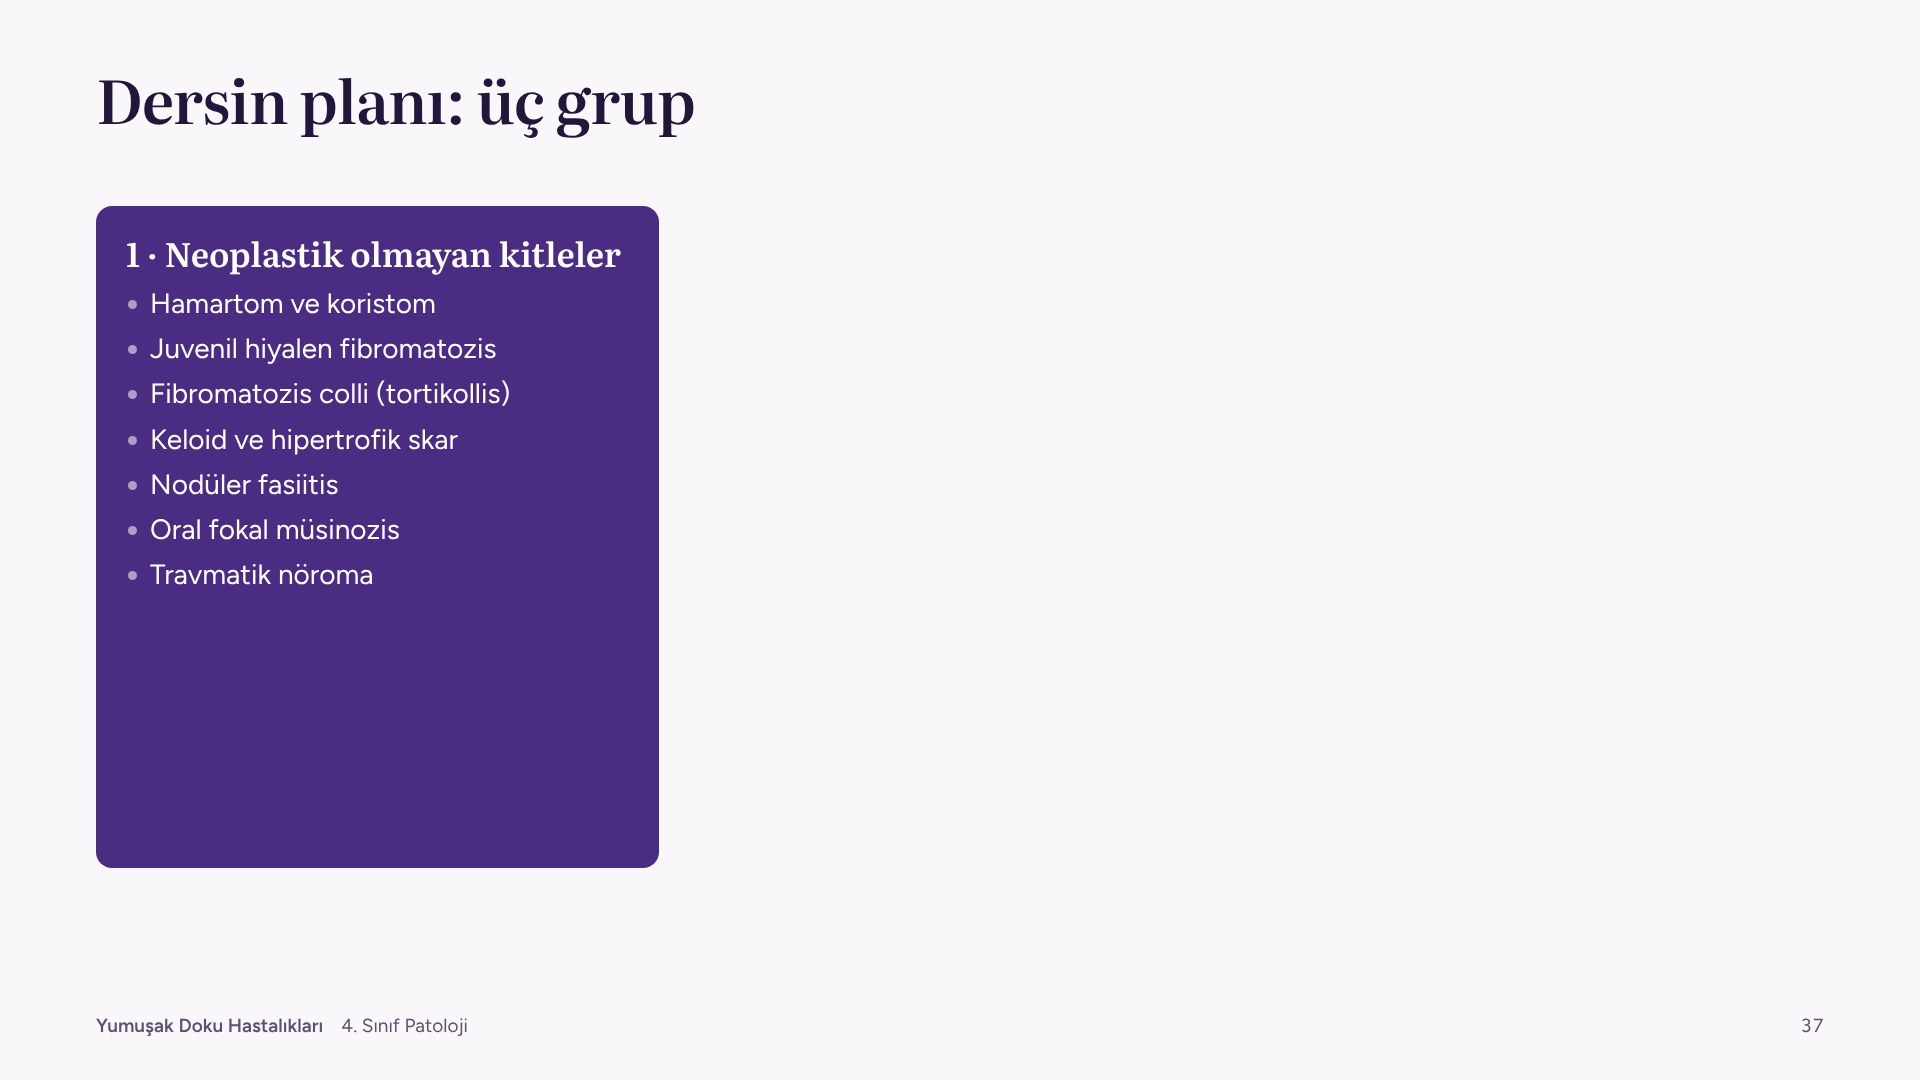 Dersin planı: üç grup
1 · Neoplastik olmayan kitleler
• Hamartom ve koristom
• Juvenil hiyalen fibromatozis
• Fibromatozis colli (tortikollis)
• Keloid ve hipertrofik skar
• Nodüler fasiitis
• Oral fokal müsinozis
• Travmatik nöroma
Yumuşak Doku Hastalıkları 4. Sınıf Patoloji
37